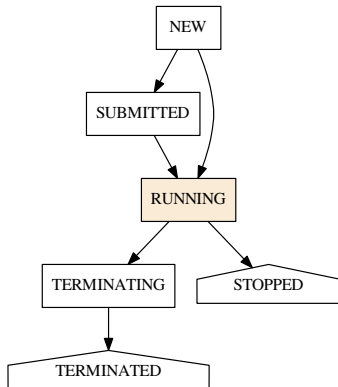 NEW
SUBMITTED
RUNNING
TERMINATING
STOPPED
TERMINATED